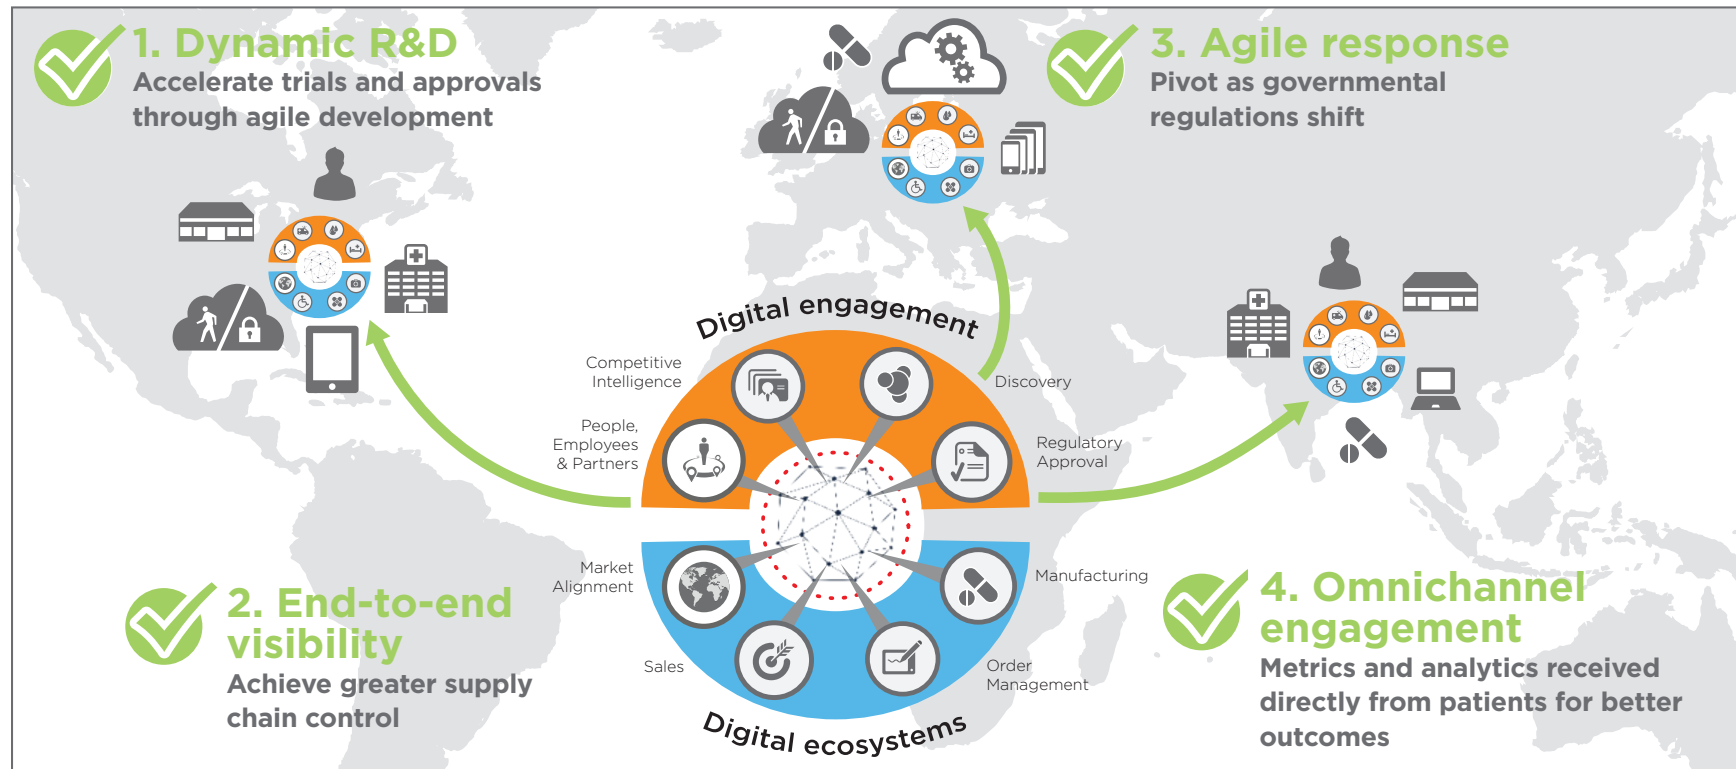 1. Dynamic R&D
Accelerate trials and approvals
through agile development
3. Agile response
Pivot as governmental
regulations shift
Digital engagement
Competitive
Intelligence
Discovery
People,
Employees
& Partners
Regulatory
Approval
Market
Alignment
Manufacturing
Sales
Order
Management
Digital ecosystems
2. End-to-end
visibility
Achieve greater supply
chain control
4. Omnichannel
engagement
Metrics and analytics received
directly from patients for better
outcomes